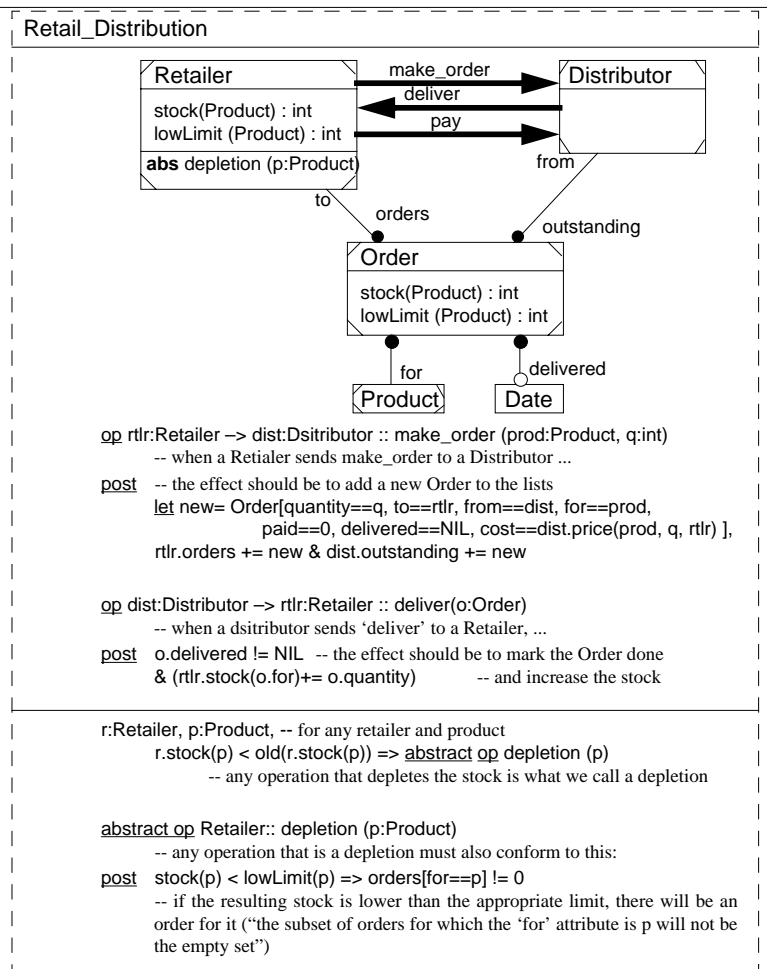 Retail_Distribution
Retailer
make_order
Distributor
deliver
stock(Product) : int
pay
lowLimit (Product) : int
abs depletion (p:Product)
from
to
orders
outstanding
Order
stock(Product) : int
lowLimit (Product) : int
for
delivered
Product
Date
op rtlr:Retailer –> dist:Dsitributor :: make_order (prod:Product, q:int)
-- when a Retialer sends make_order to a Distributor ...
post -- the effect should be to add a new Order to the lists
let new= Order[quantity==q, to==rtlr, from==dist, for==prod,
paid==0, delivered==NIL, cost==dist.price(prod, q, rtlr) ],
rtlr.orders += new & dist.outstanding += new
op dist:Distributor –> rtlr:Retailer :: deliver(o:Order)
-- when a dsitributor sends ‘deliver’ to a Retailer, ...
post o.delivered != NIL -- the effect should be to mark the Order done
& (rtlr.stock(o.for)+= o.quantity) -- and increase the stock
r:Retailer, p:Product, -- for any retailer and product
r.stock(p) < old(r.stock(p)) => abstract op depletion (p)
-- any operation that depletes the stock is what we call a depletion
abstract op Retailer:: depletion (p:Product)
-- any operation that is a depletion must also conform to this:
post stock(p) < lowLimit(p) => orders[for==p] != 0
-- if the resulting stock is lower than the appropriate limit, there will be an
order for it (“the subset of orders for which the ‘for’ attribute is p will not be
the empty set”)